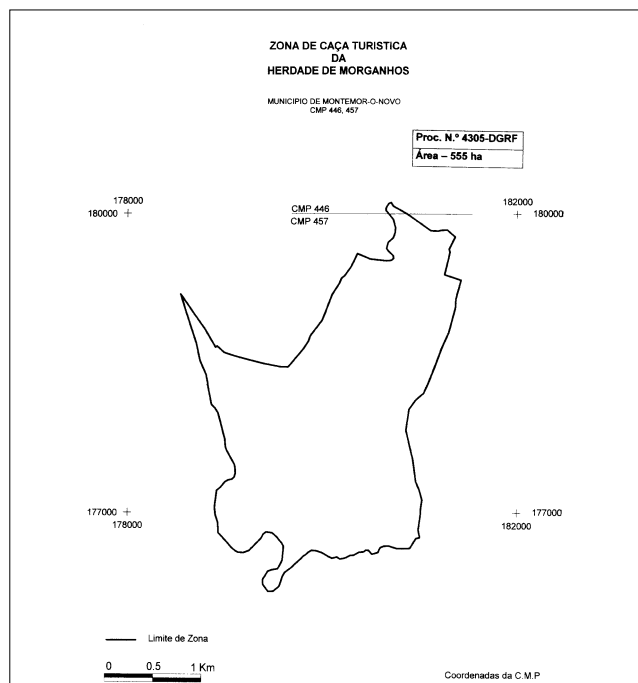 ZONA DE CAÇA TURISTICA
DA
HERDADE DE MORGANHOS
MUNICIPIO DE MONTEMOR-O-NOVO
CMP 446, 457
Proc. N.º 4305-DGRF
Área – 555 ha
178000
180000
CMP 446
CMP 457
182000
180000
177000
178000
177000
182000
Limite de Zona
0 0.5 1 Km
Coordenadas da C.M.P